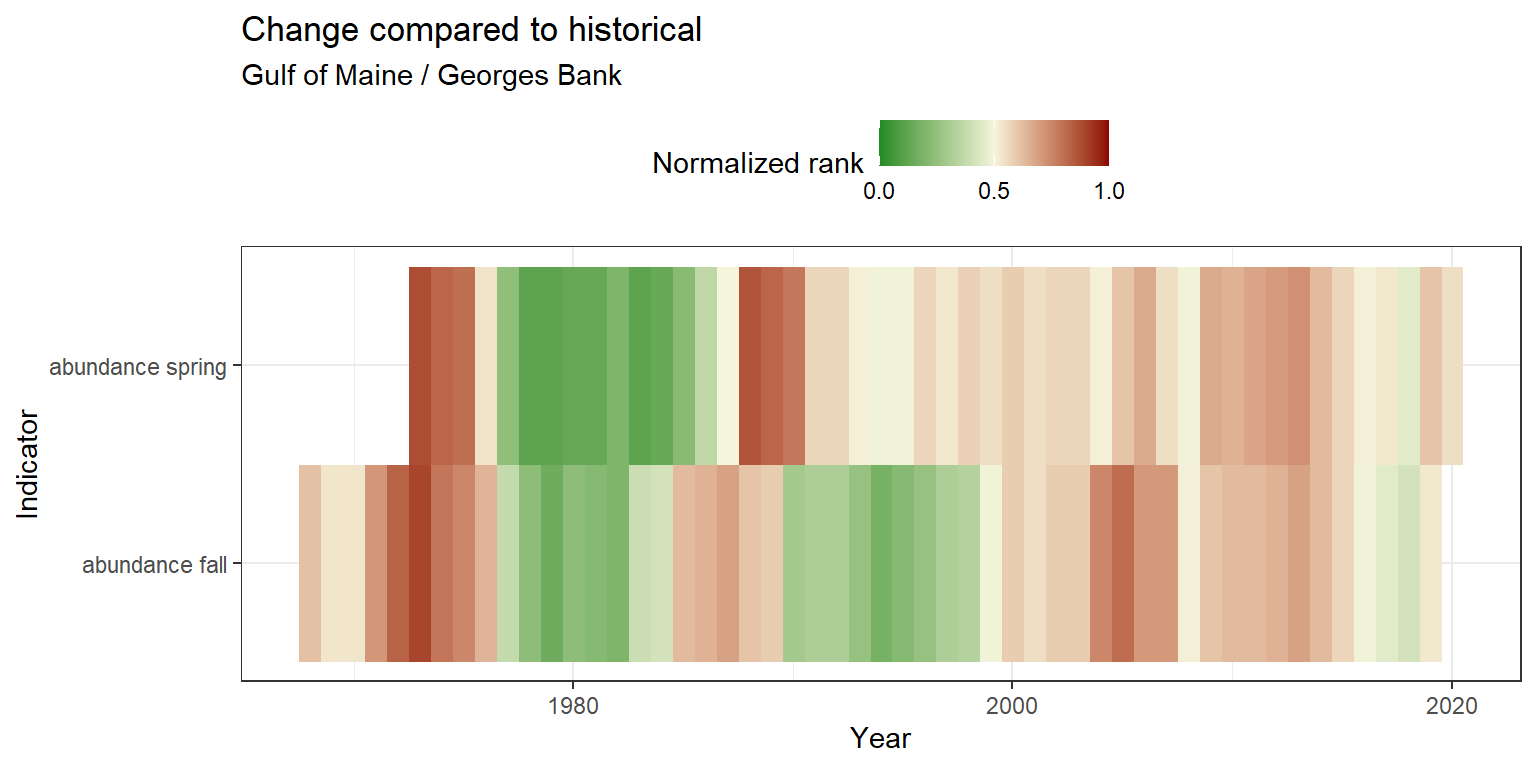 Change compared to historical
Gulf of Maine / Georges Bank
Normalized rank
0.0 0.5 1.0
Indicator
abundance spring
abundance fall
1980 2000 2020
Year